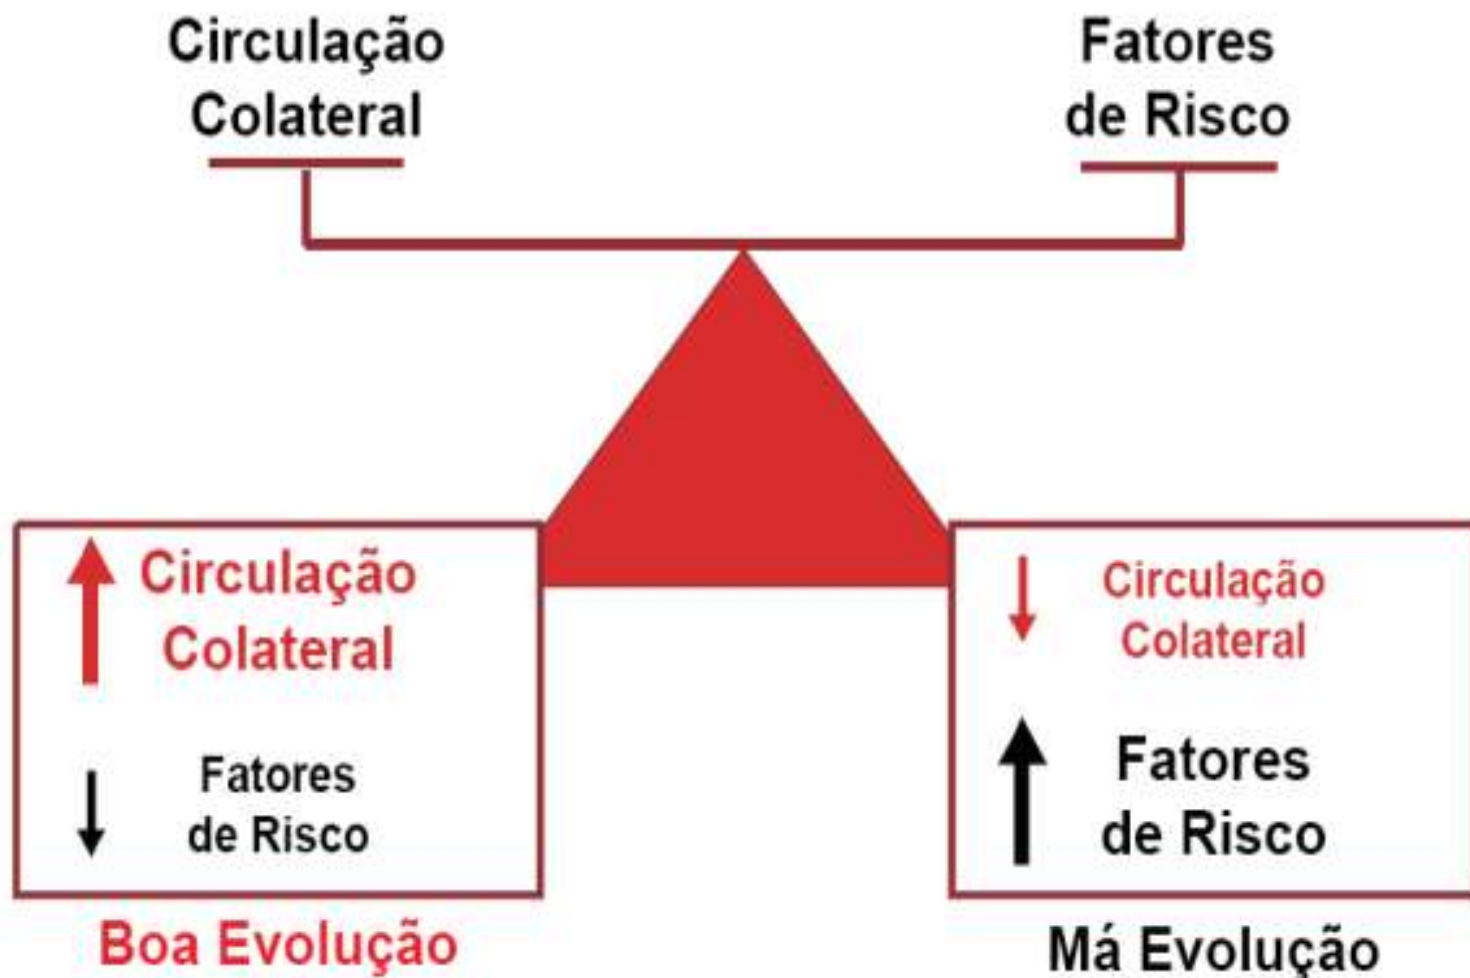 Circulação
Colateral
Fatores
de Risco
Circulação
Colateral
Fatores
de Risco
Boa Evolução
Circulação
Colateral
Fatores
de Risco
Má Evolução